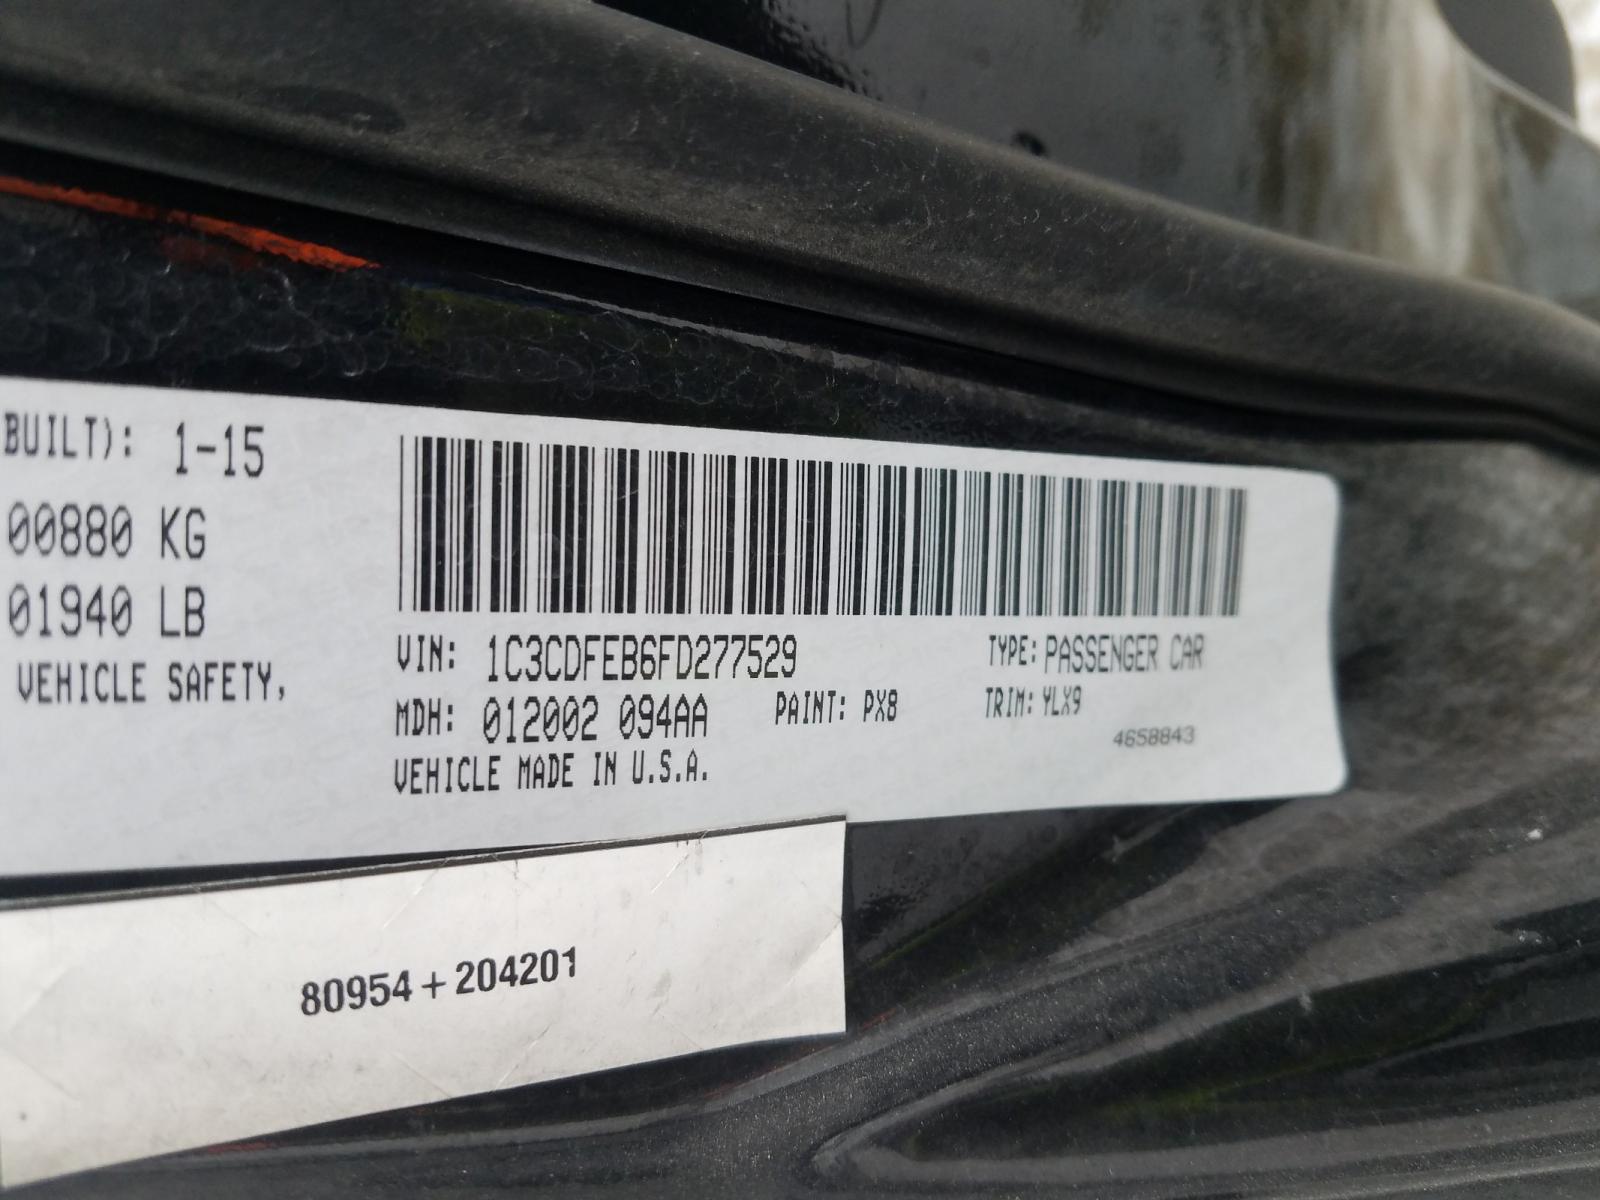 BUILT): 1-15
00880 KG
01940 LB
VEHICLE SAFETY,
VIN: 1C3CDFEB6FD277529 TYPE: PASSENGER CAR
MDH: 012002 094AA PAINT: PX8 TRIM: YLX9
4658843
VEHICLE MADE IN U.S.A.
80954+204201